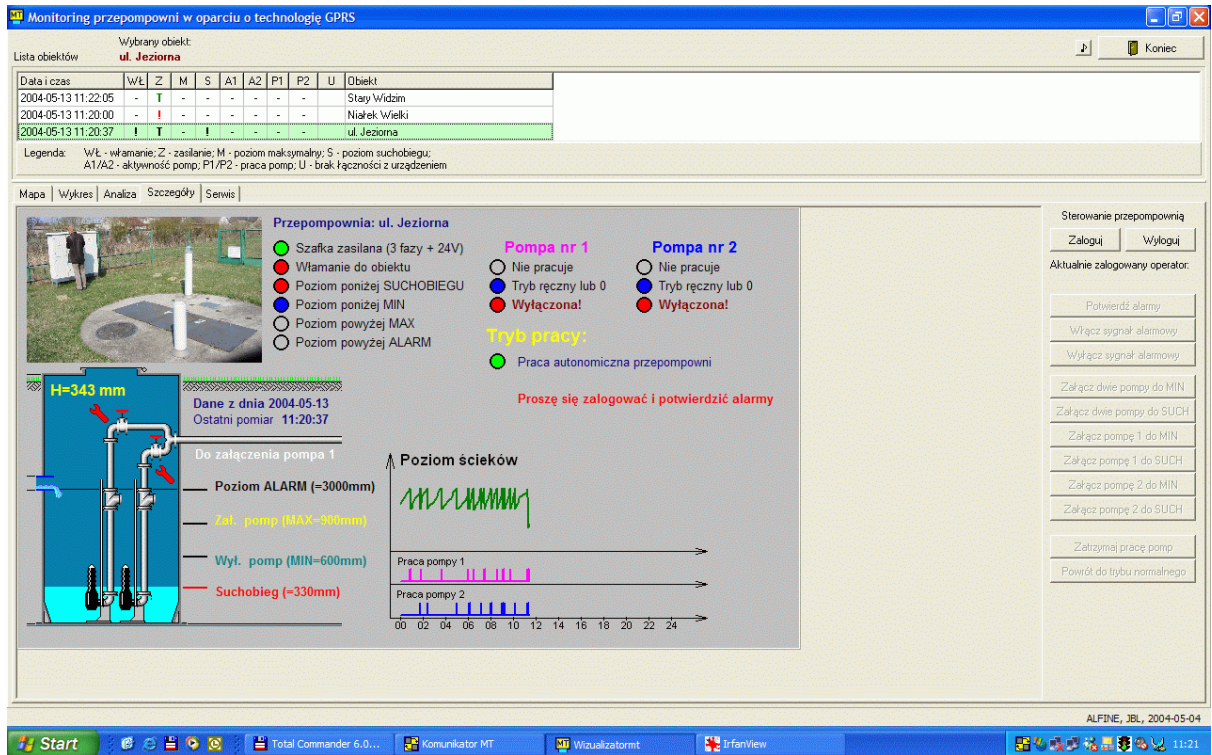 Monitoring przepompowni w oparciu o technologię GPRS
Wybrany obiekt:
Lista obiektów ul. Jeziorna
Koniec
Data i czas WŁ Z M S A1 A2 P1 P2 U Obiekt
2004-05-13 11:22:05 - T - - - - - - Stary Widzim
2004-05-13 11:20:00 - ! - - - - - - Niałek Wielki
2004-05-13 11:20:37 ! T - ! - - - - ul. Jeziorna
Legenda: WŁ - włamanie; Z - zasilanie; M - poziom maksymalny; S - poziom suchobiegu;
A1/A2 - aktywność pomp; P1/P2 - praca pomp; U - brak łączności z urządzeniem
Mapa Wykres Analiza Szczegóły Serwis
Przepompownia: ul. Jeziorna
Szafka zasilana (3 fazy + 24V)
Włamanie do obiektu
Poziom poniżej SUCHOBIEGU
Poziom poniżej MIN
Poziom powyżej MAX
Poziom powyżej ALARM
Pompa nr 1
Nie pracuje
Tryb ręczny lub 0
Wyłączona!
Pompa nr 2
Nie pracuje
Tryb ręczny lub 0
Wyłączona!
Tryb pracy:
Praca autonomiczna przepompowni
Proszę się zalogować i potwierdzić alarmy
H=343 mm
Dane z dnia 2004-05-13
Ostatni pomiar 11:20:37
Do załączenia pompa 1
Poziom ALARM (=3000mm)
Zał. pomp (MAX=900mm)
Wył. pomp (MIN=600mm)
Suchobieg (=330mm)
Poziom ścieków
Praca pompy 1
Praca pompy 2
00 02 04 06 08 10 12 14 16 18 20 22 24
Sterowanie przepompownią
Zaloguj Wyloguj
Aktualnie zalogowany operator:
Potwierdź alarmy
Włącz sygnał alarmowy
Wyłącz sygnał alarmowy
Załącz dwie pompy do MIN
Załącz dwie pompy do SUCH
Załącz pompę 1 do MIN
Załącz pompę 1 do SUCH
Załącz pompę 2 do MIN
Załącz pompę 2 do SUCH
Zatrzymaj pracę pomp
Powrót do trybu normalnego
ALFINE, JBL, 2004-05-04
Start Total Commander 6.0... Komunikator MT Wizualizatormt IrfanView 11:21